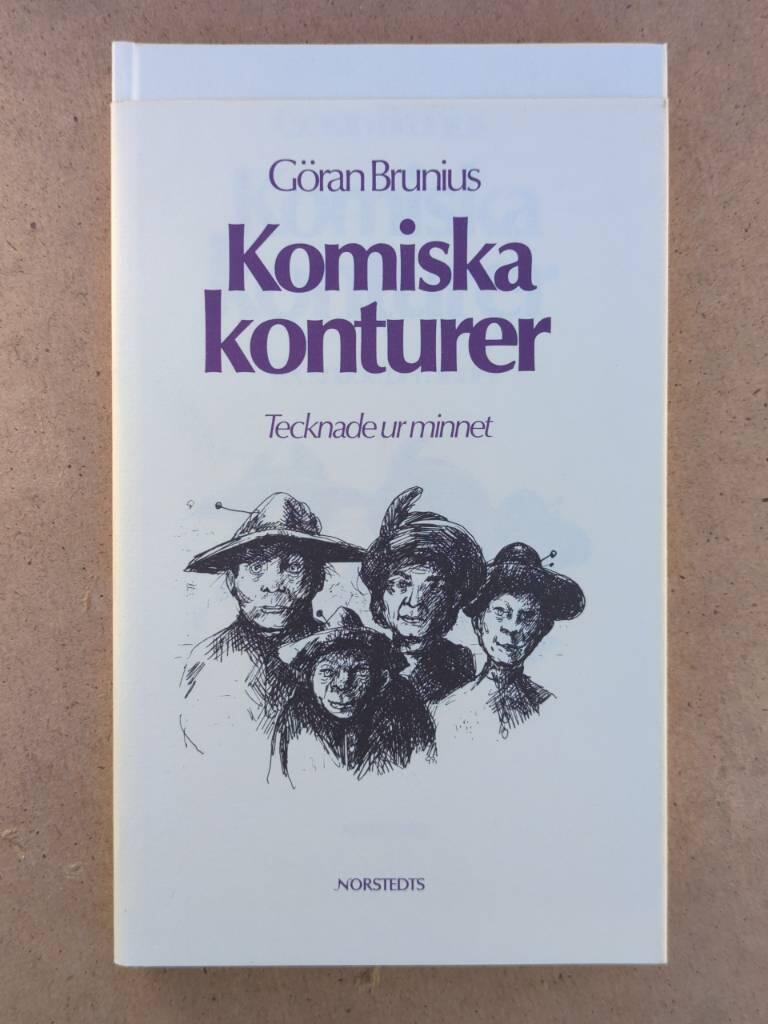 Göran Brunius
Komiska
konturer
Tecknade ur minnet
NORSTEDTS